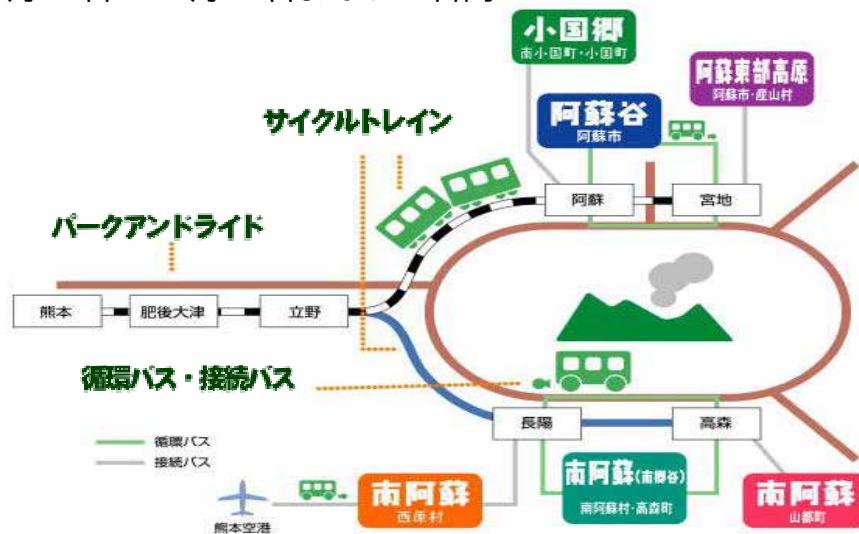 小国郷
南小国町・小国町
阿蘇東部高原
阿蘇市・産山村
阿蘇谷
阿蘇市
サイクルトレイン
阿蘇
宮地
パークアンドライド
熊本
肥後大津
立野
循環バス・接続バス
長陽
高森
循環バス
接続バス
南阿蘇
西原村
南阿蘇(南郷谷)
南阿蘇村・高森町
南阿蘇
山都町
熊本空港